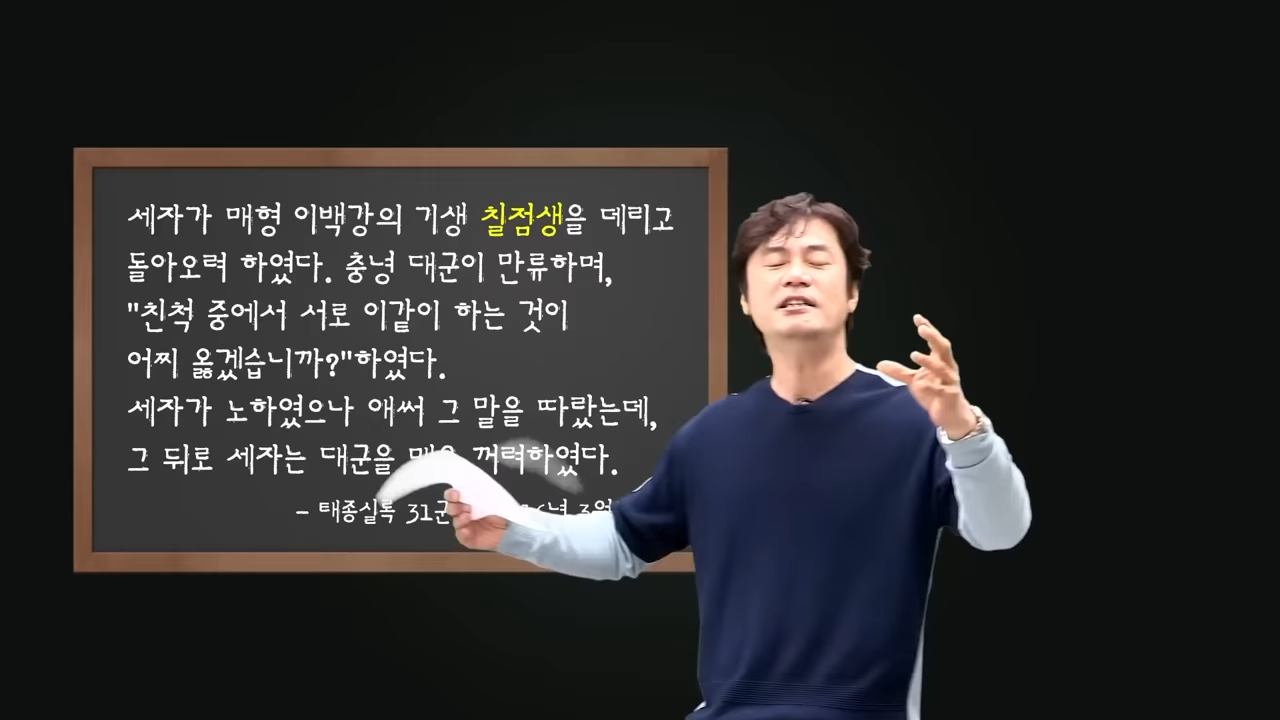 세자가 매형 이백강의 기생 칠점생을 데리고
돌아오려 하였다. 충녕 대군이 만류하며,
"친척 중에서 서로 이같이 하는 것이
어찌 옳겠습니까?"하였다.
세자가 노하였으나 애써 그 말을 따랐는데,
그 뒤로 세자는 대군을 꺼려하였다.
- 태종실록 31권